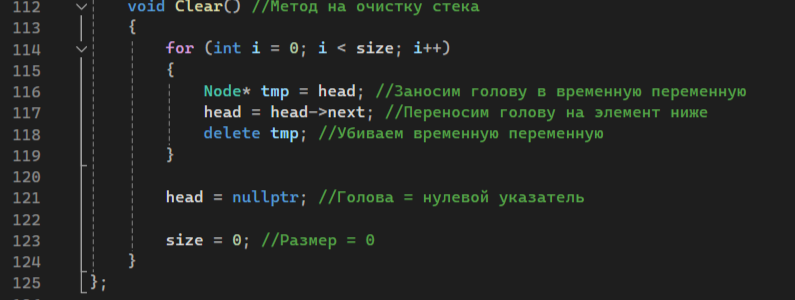 112 void Clear() //Метод на очистку стека
113 {
114 for (int i = 0; i < size; i++)
115 {
116 Node* tmp = head; //Заносим голову в временную переменную
117 head = head->next; //Переносим голову на элемент ниже
118 delete tmp; //Убиваем временную переменную
119 }
120
121 head = nullptr; //Голова = нулевой указатель
122
123 size = 0; //Размер = 0
124 }
125 };